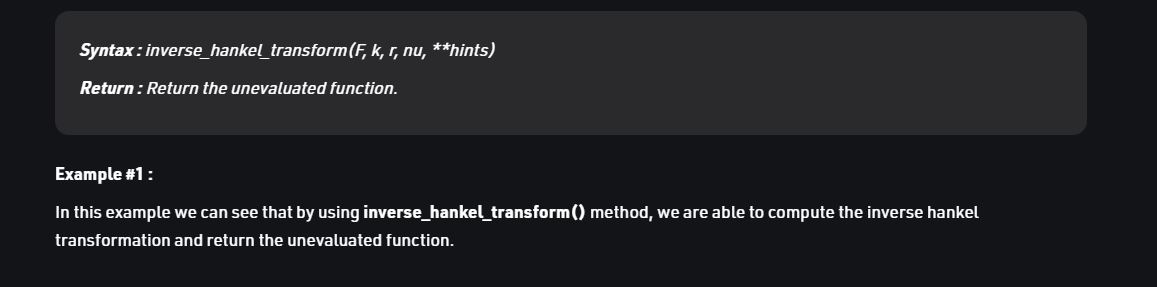 Syntax : inverse_hankel_transform(F, k, r, nu, **hints)
Return : Return the unevaluated function.
Example #1 :
In this example we can see that by using inverse_hankel_transform() method, we are able to compute the inverse hankel
transformation and return the unevaluated function.